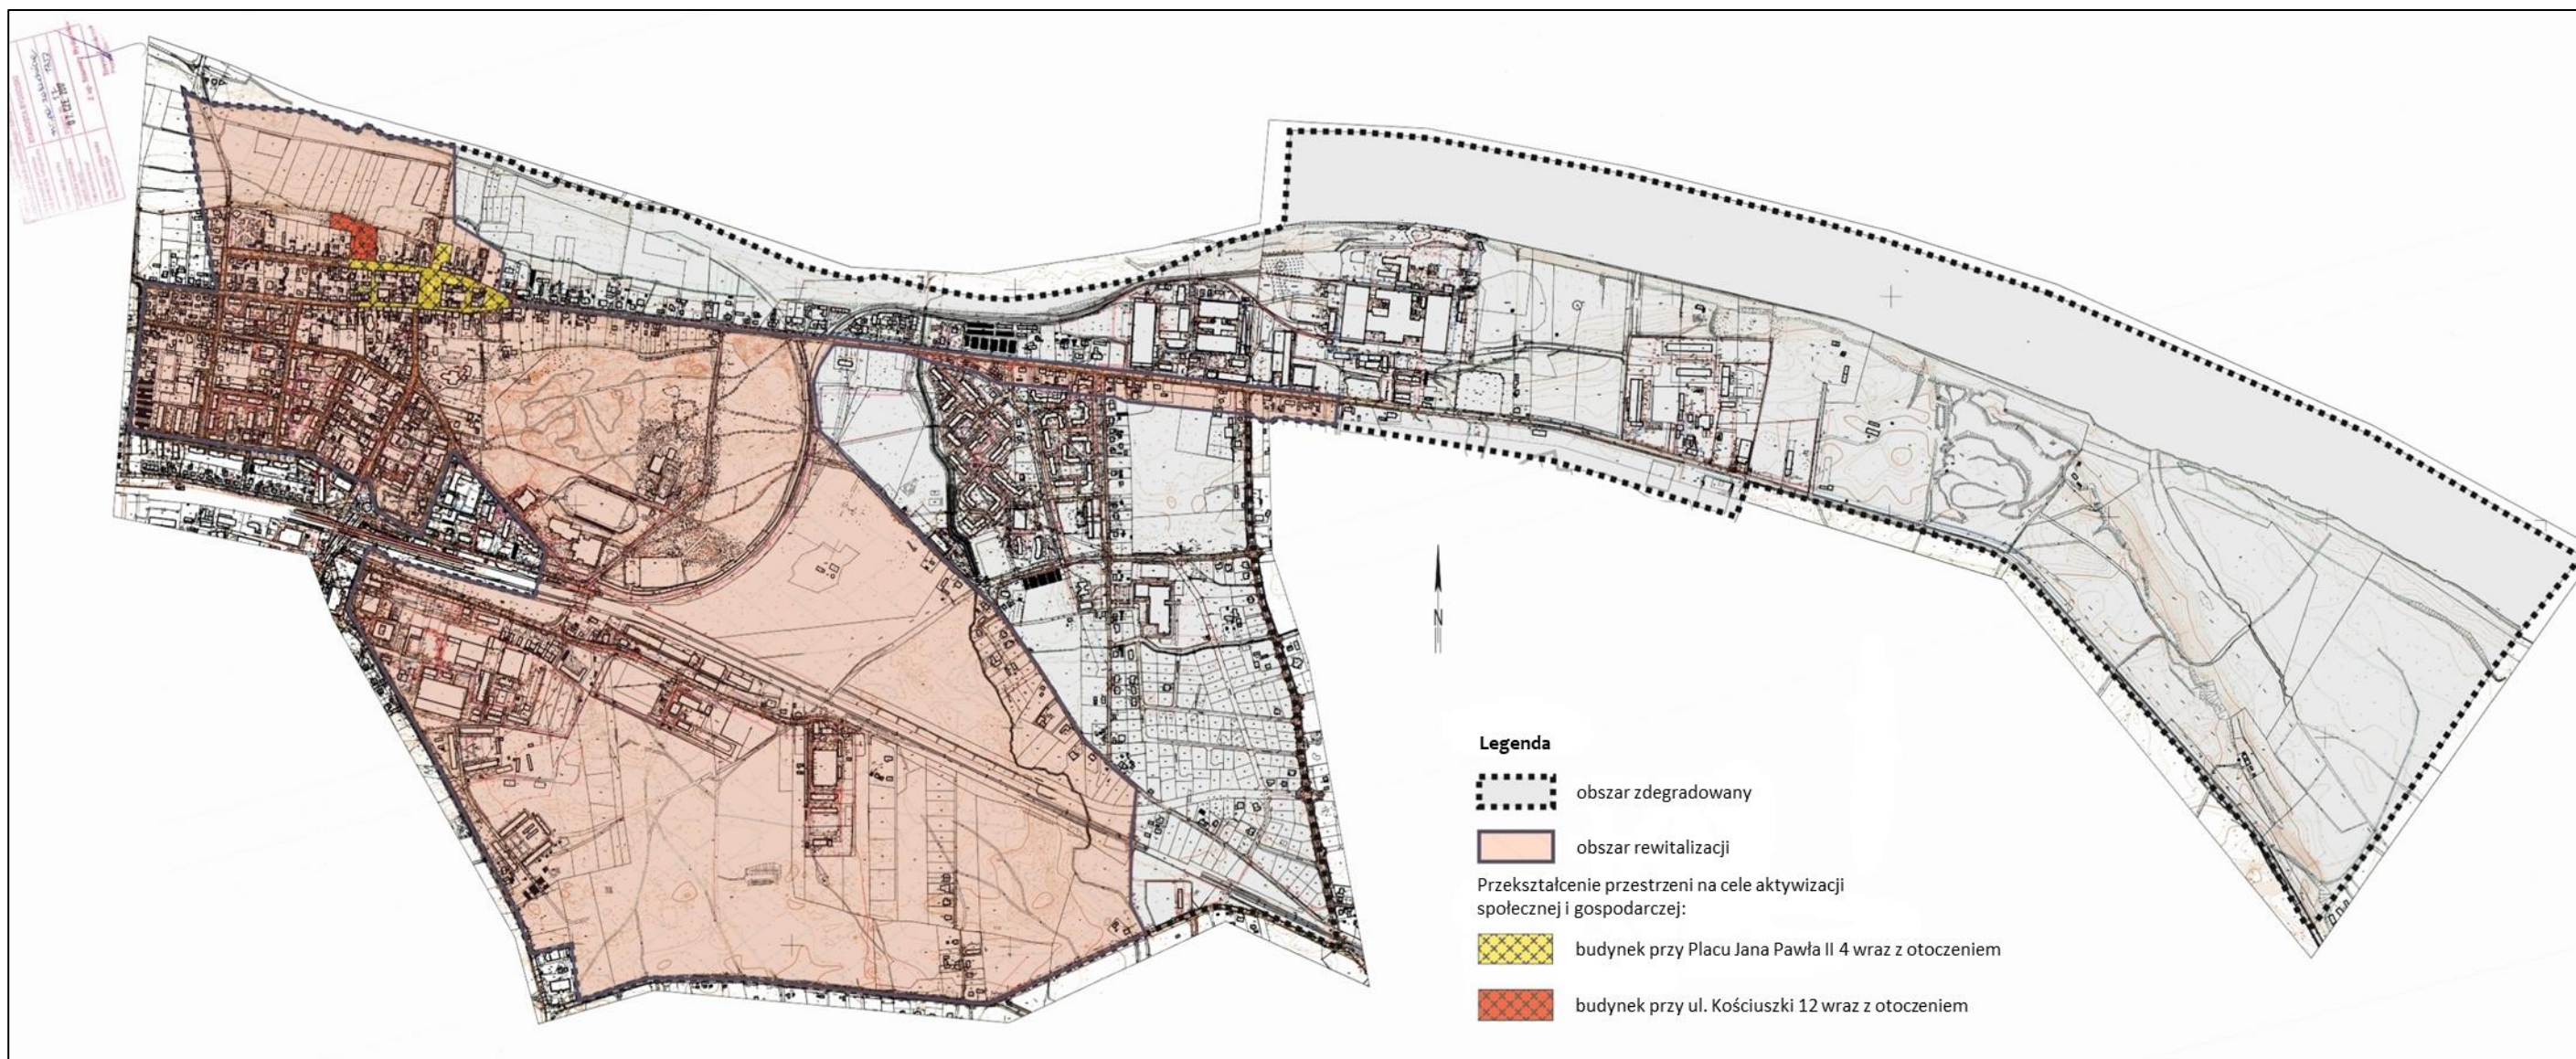 N
Legenda
obszar zdegradowany
obszar rewitalizacji
Przekształcenie przestrzeni na cele aktywizacji
społecznej i gospodarczej:
budynek przy Placu Jana Pawła II 4 wraz z otoczeniem
budynek przy ul. Kościuszki 12 wraz z otoczeniem